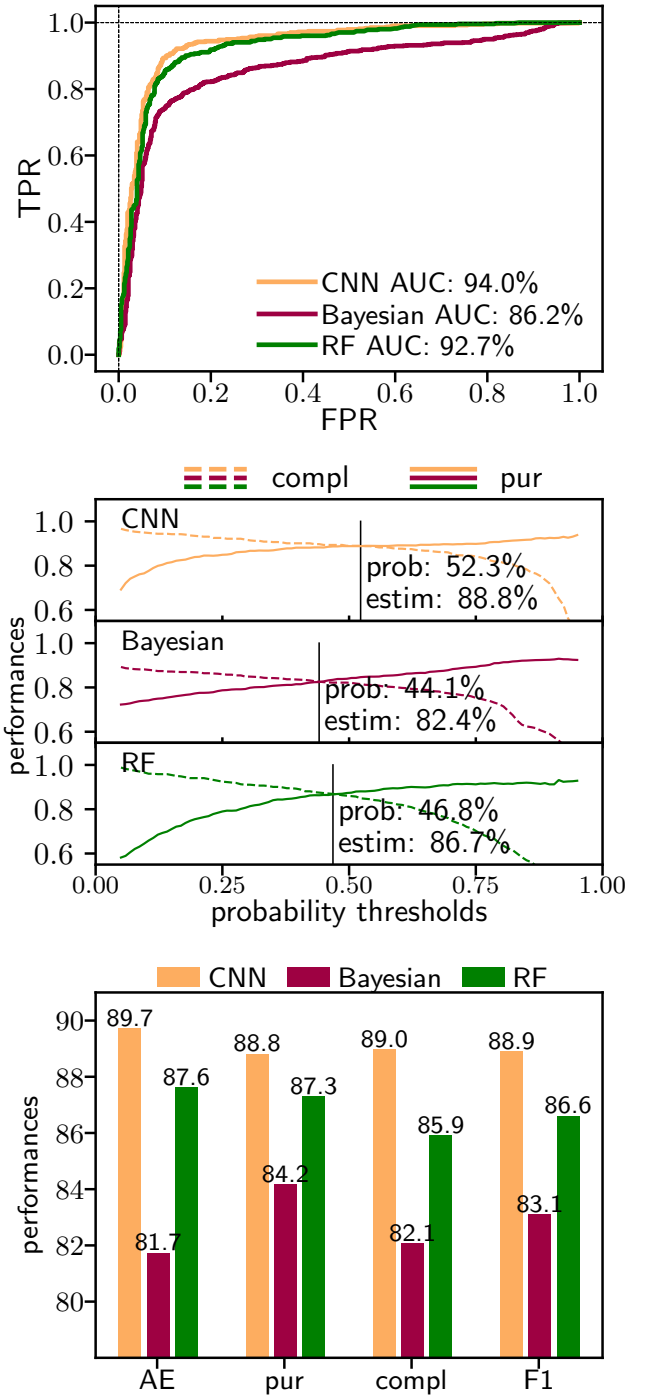 1.0
0.8
0.6
0.4
0.2
0.0
TPR
CNN AUC: 94.0%
Bayesian AUC: 86.2%
RF AUC: 92.7%
0.0 0.2 0.4 0.6 0.8 1.0
FPR
compl pur
performances
1.0
0.8
0.6
CNN
prob: 52.3%
estim: 88.8%
1.0
0.8
0.6
Bayesian
prob: 44.1%
estim: 82.4%
1.0
0.8
0.6
RF
prob: 46.8%
estim: 86.7%
0.00 0.25 0.50 0.75 1.00
probability thresholds
CNN Bayesian RF
performances
90
88
86
84
82
80
89.7
81.7
87.6
88.8
84.2
87.3
89.0
82.1
85.9
88.9
83.1
86.6
AE pur compl F1